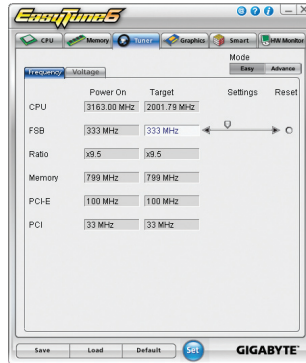 EasyTune6
CPU Memory Tuner Graphics Smart HW Monitor
Mode
Easy Advance
Frequency Voltage
Power On Target Settings Reset
CPU 3163.00 MHz 2001.79 MHz
FSB 333 MHz 333 MHz
Ratio x9.5 x9.5
Memory 799 MHz 799 MHz
PCI-E 100 MHz 100 MHz
PCI 33 MHz 33 MHz
Save Load Default Set GIGABYTE